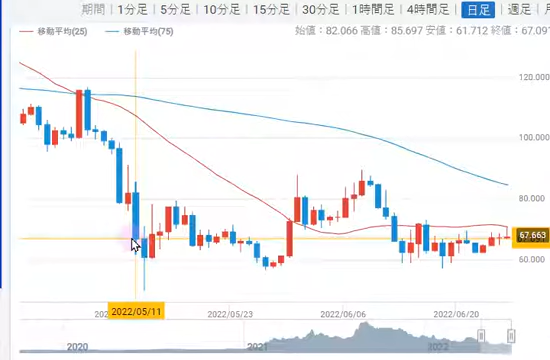 期間 | 1分足 | 5分足 | 10分足 | 15分足 | 30分足 | 1時間足 | 4時間足 | 日足 | 週足 |
移動平均(25) 移動平均(75) 始値：82.066 高値：85.697 安値：61.712 終値：67.091
120.000
100.000
80.000
67.663
60.000
2022/05/11 2022/05/23 2022/06/06 2022/06/20
2020 2021 2022